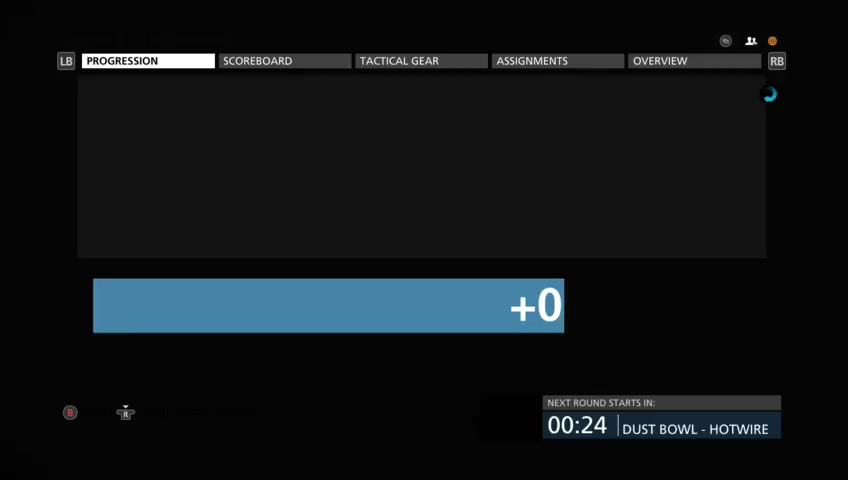 LB PROGRESSION SCOREBOARD TACTICAL GEAR ASSIGNMENTS OVERVIEW RB
+0
NEXT ROUND STARTS IN:
00:24 DUST BOWL - HOTWIRE
B R